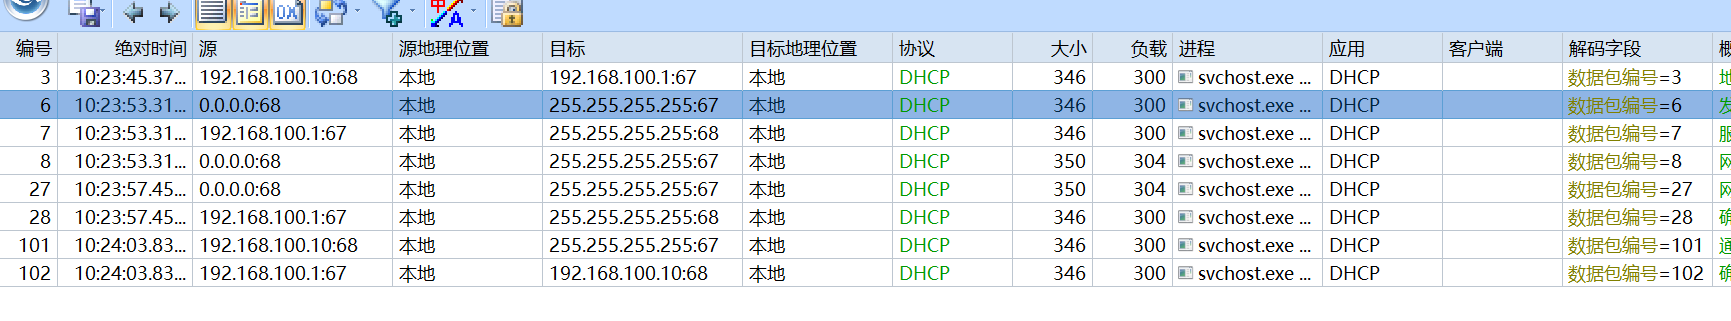 编号 绝对时间 源 源地理位置 目标 目标地理位置 协议 大小 负载 进程 应用 客户端 解码字段
3 10:23:45.37... 192.168.100.10:68 本地 192.168.100.1:67 本地 DHCP 346 300 svchost.exe ... DHCP 数据包编号=3
6 10:23:53.31... 0.0.0.0:68 本地 255.255.255.255:67 本地 DHCP 346 300 svchost.exe ... DHCP 数据包编号=6
7 10:23:53.31... 192.168.100.1:67 本地 255.255.255.255:68 本地 DHCP 346 300 svchost.exe ... DHCP 数据包编号=7
8 10:23:53.31... 0.0.0.0:68 本地 255.255.255.255:67 本地 DHCP 350 304 svchost.exe ... DHCP 数据包编号=8
27 10:23:57.45... 0.0.0.0:68 本地 255.255.255.255:67 本地 DHCP 350 304 svchost.exe ... DHCP 数据包编号=27
28 10:23:57.45... 192.168.100.1:67 本地 255.255.255.255:68 本地 DHCP 346 300 svchost.exe ... DHCP 数据包编号=28
101 10:24:03.83... 192.168.100.10:68 本地 255.255.255.255:67 本地 DHCP 346 300 svchost.exe ... DHCP 数据包编号=101
102 10:24:03.83... 192.168.100.1:67 本地 192.168.100.10:68 本地 DHCP 346 300 svchost.exe ... DHCP 数据包编号=102